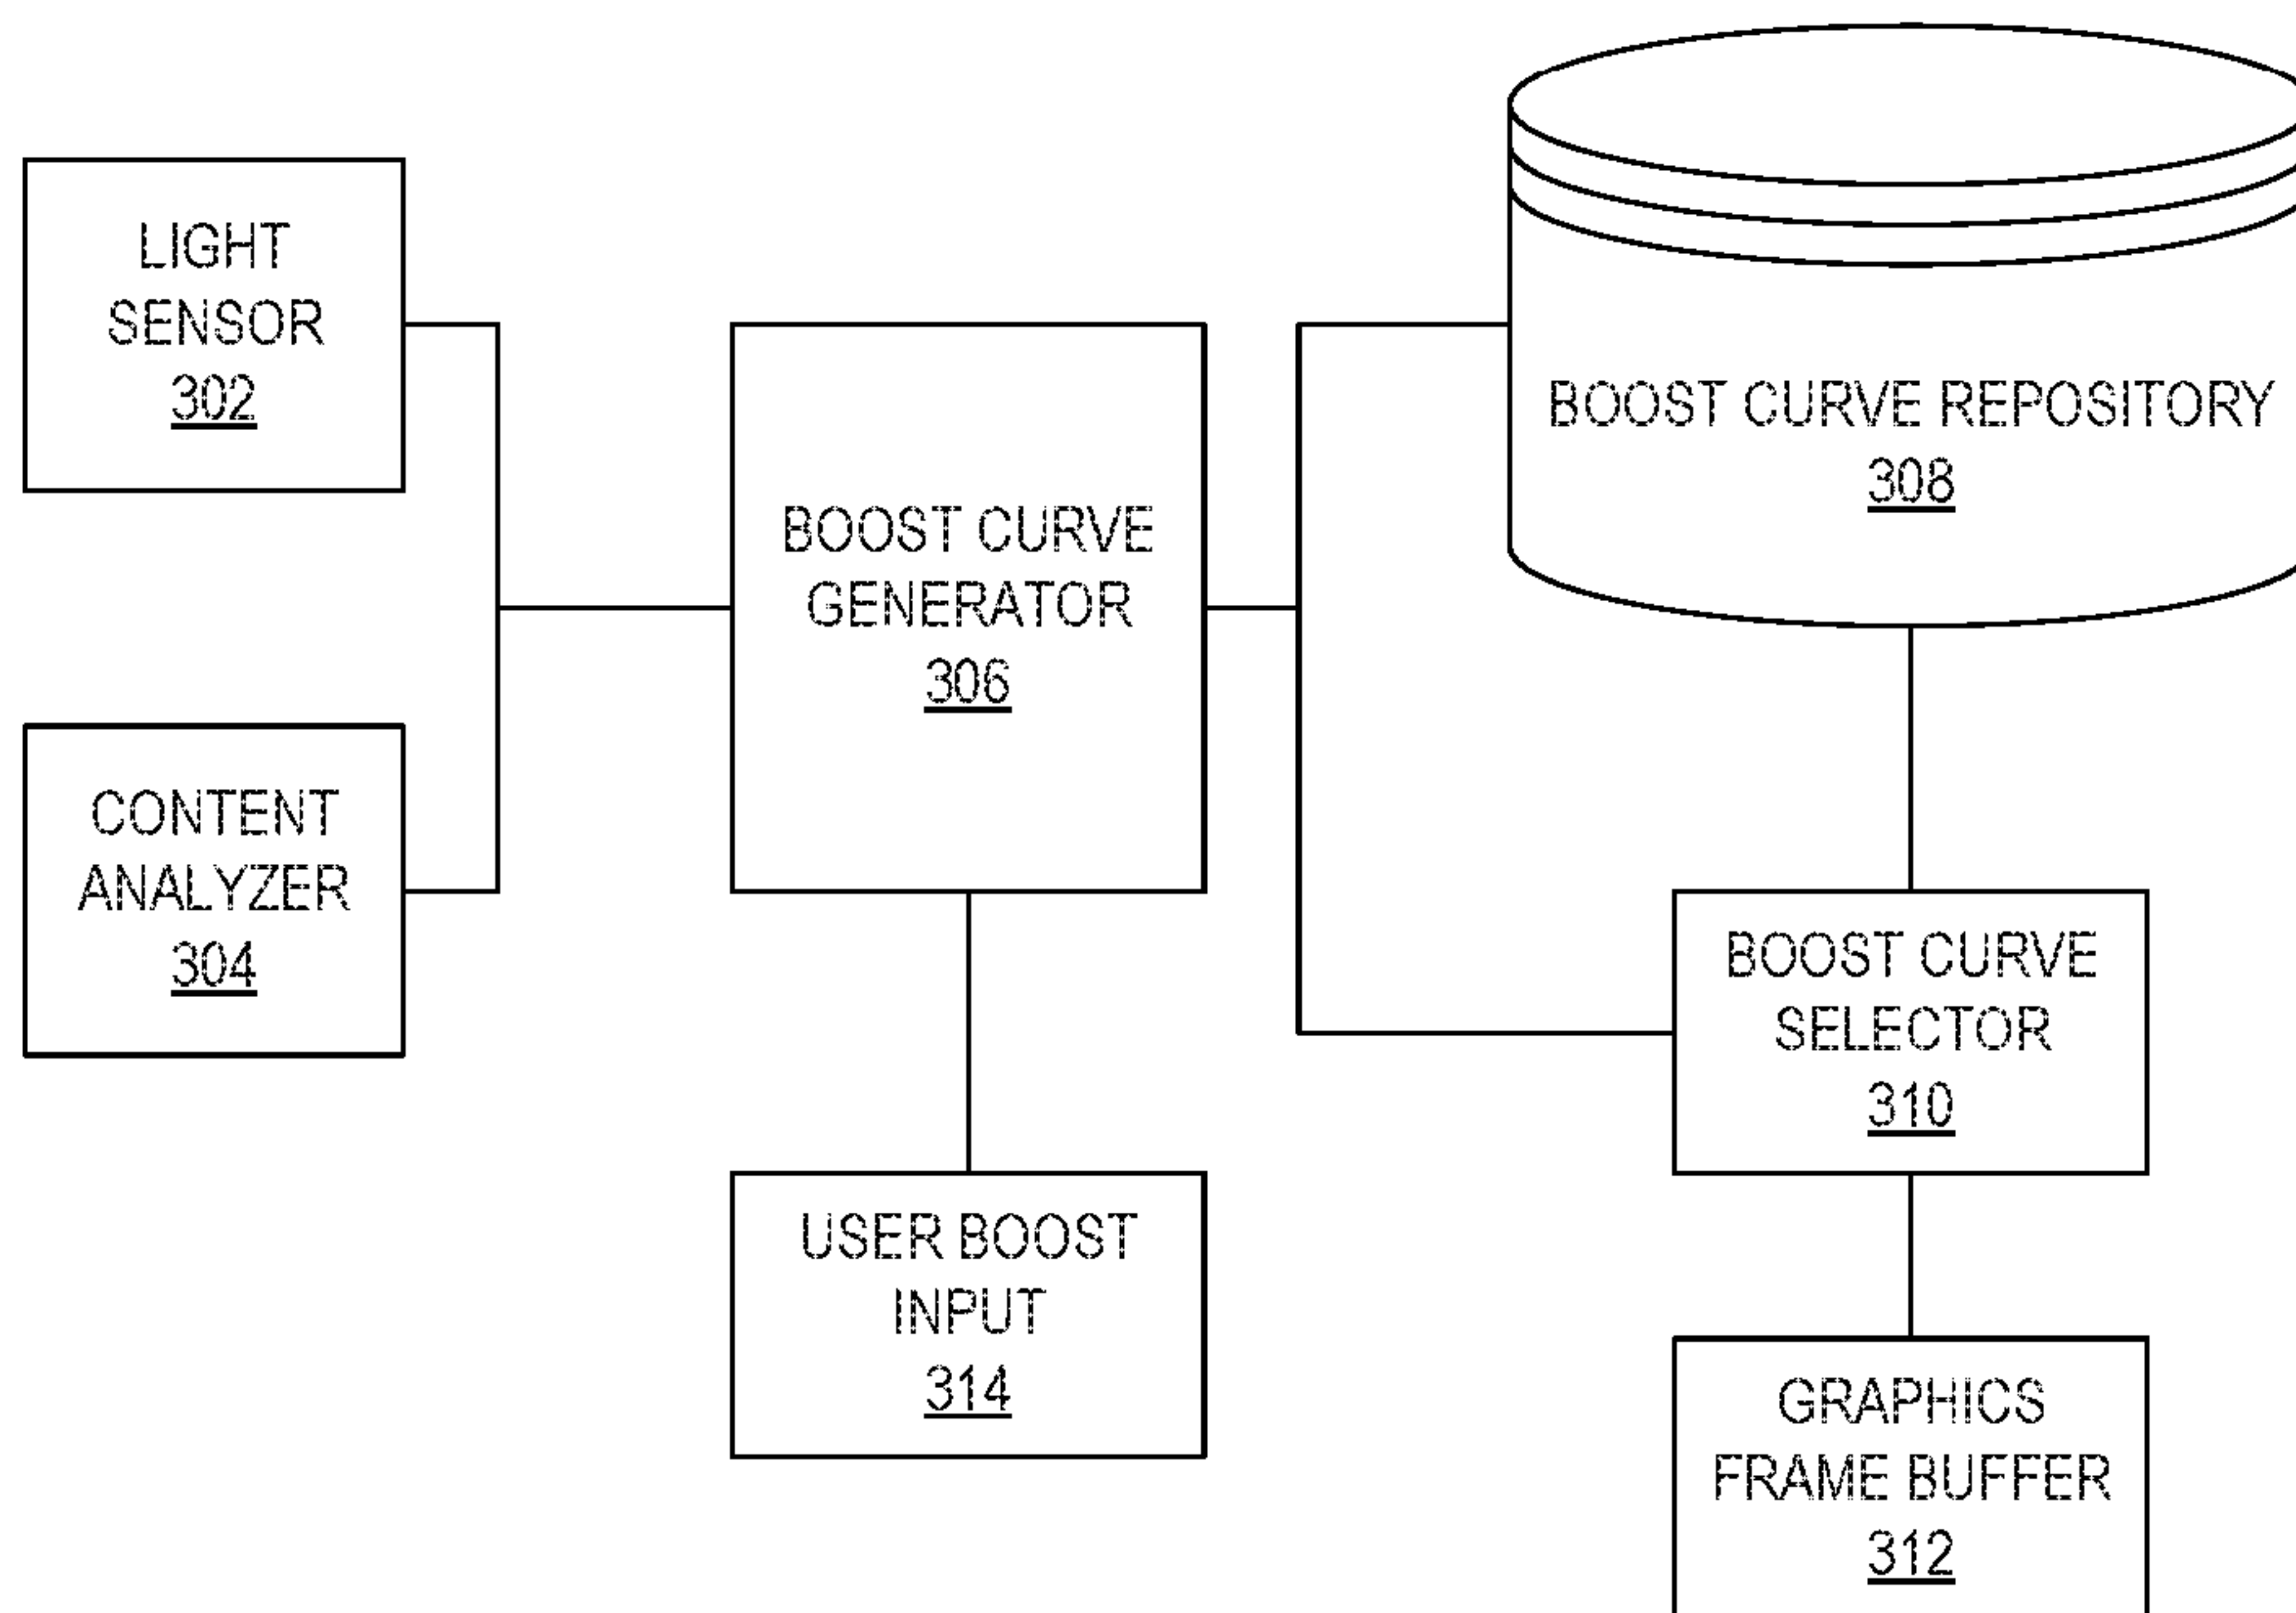 LIGHT
SENSOR
302
CONTENT
ANALYZER
304
BOOST CURVE
GENERATOR
306
USER BOOST
INPUT
314
BOOST CURVE REPOSITORY
308
BOOST CURVE
SELECTOR
310
GRAPHICS
FRAME BUFFER
312